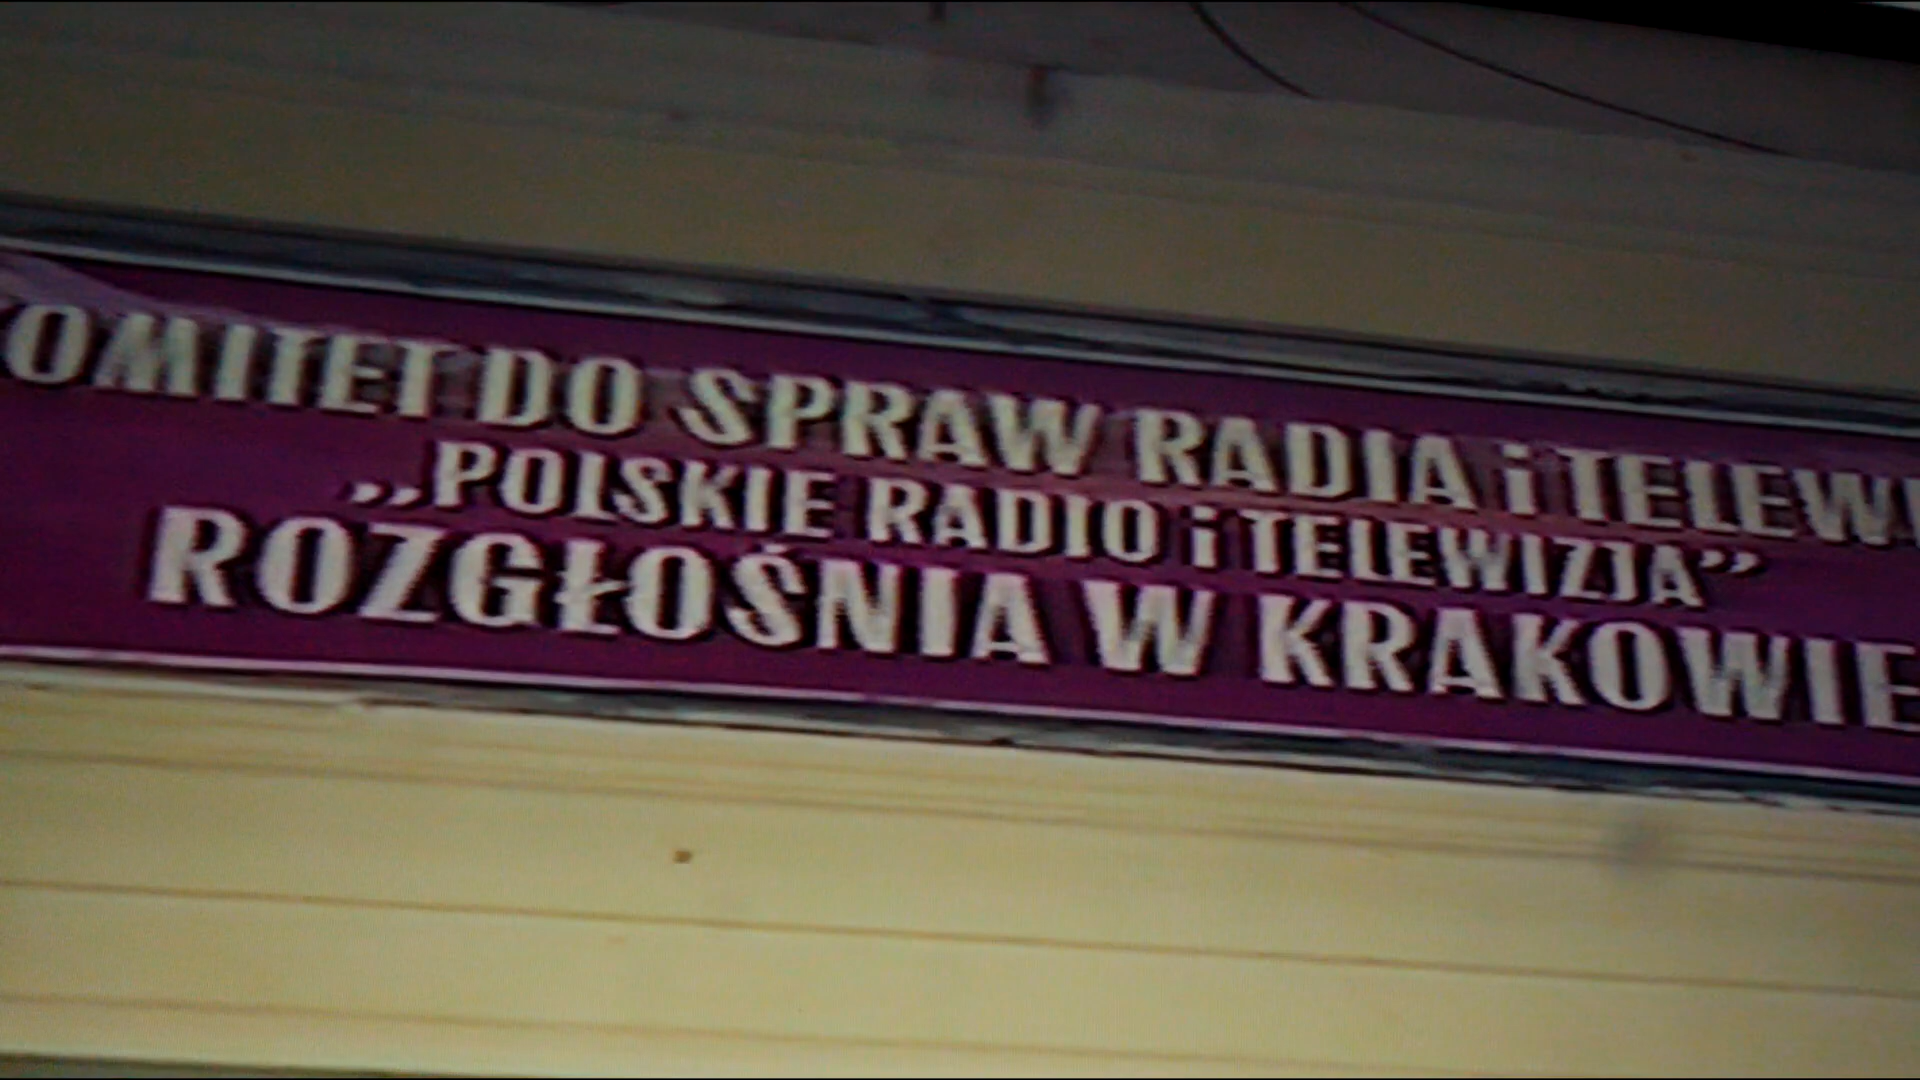 OMITET DO SPRAW RADIA i TELEW
„POLSKIE RADIO i TELEWIZJA”
ROZGŁOŚNIA W KRAKOWIE